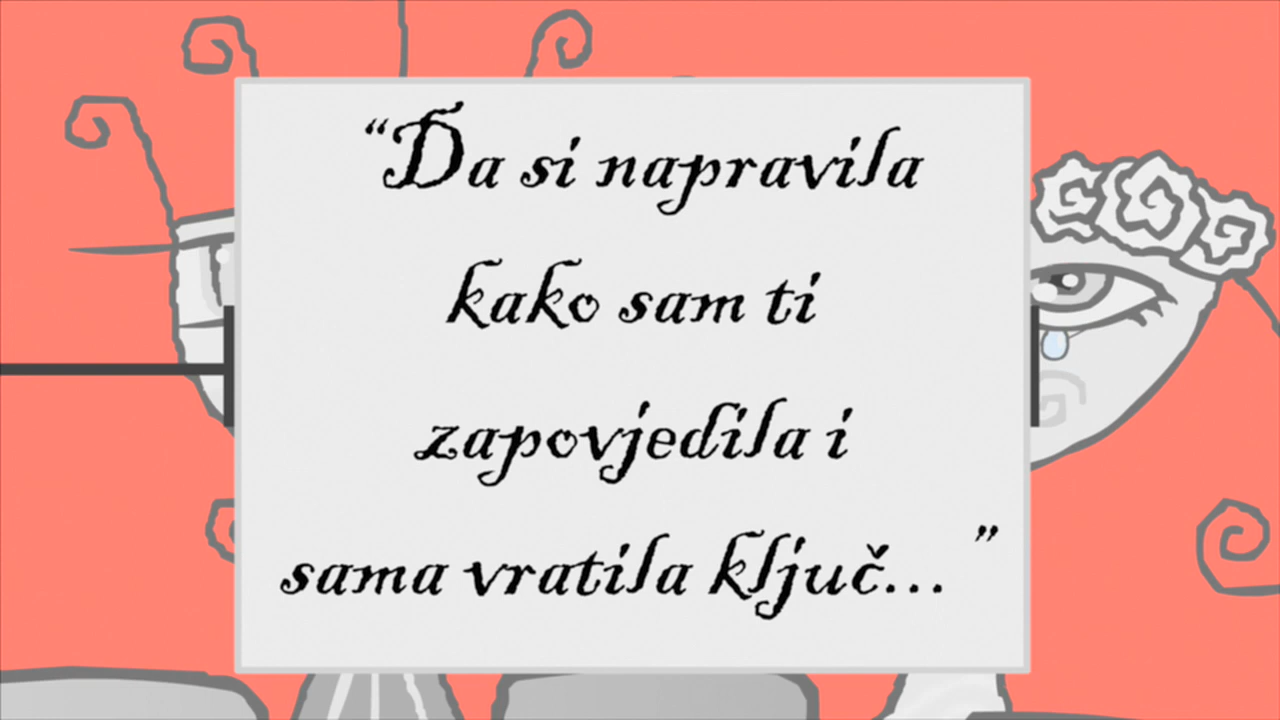 “Da si napravila
kako sam ti
zapovjedila i
sama vratila ključ... ”